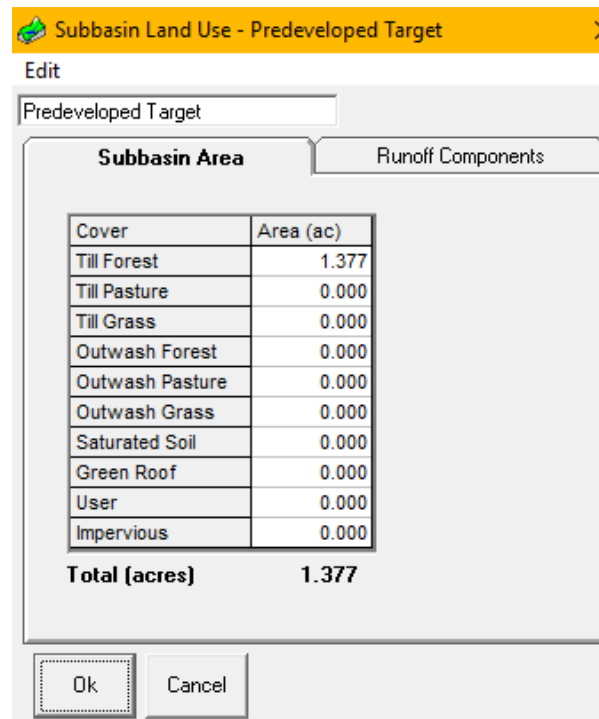 Subbasin Land Use - Predeveloped Target
Edit
Predeveloped Target
Subbasin Area Runoff Components
Cover Area (ac)
Till Forest 1.377
Till Pasture 0.000
Till Grass 0.000
Outwash Forest 0.000
Outwash Pasture 0.000
Outwash Grass 0.000
Saturated Soil 0.000
Green Roof 0.000
User 0.000
Impervious 0.000
Total (acres) 1.377
Ok Cancel